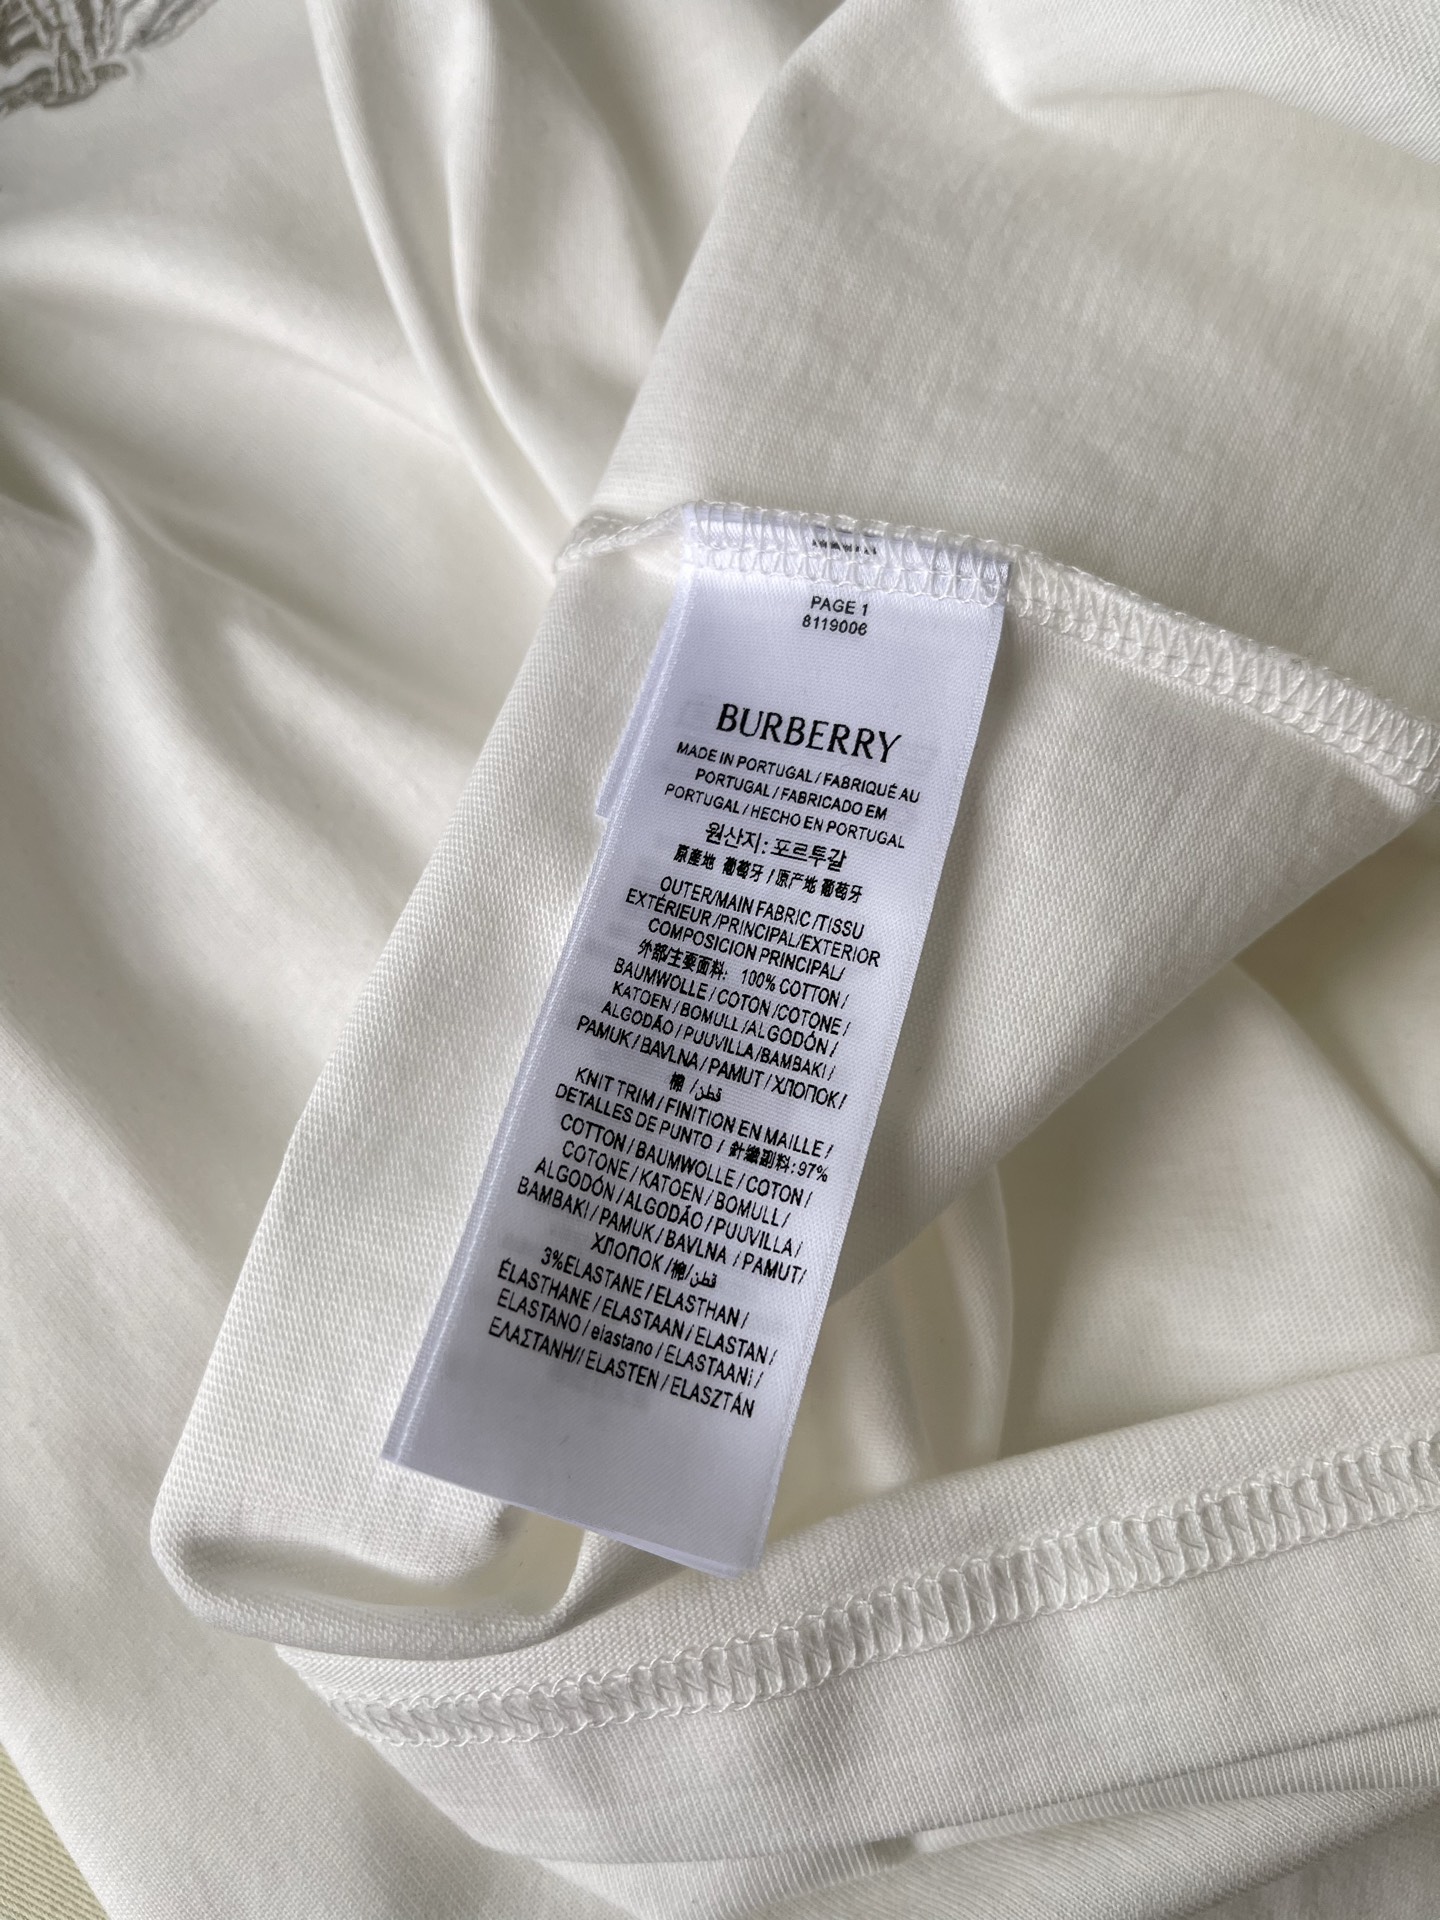 PAGE 1
8119006
BURBERRY
MADE IN PORTUGAL / FABRIQUÉ AU
PORTUGAL / FABRICADO EM
PORTUGAL / HECHO EN PORTUGAL
원산지: 포르투갈
原產地 葡萄牙 / 原产地 葡萄牙
OUTER/MAIN FABRIC /TISSU
EXTÉRIEUR /PRINCIPAL/EXTERIOR
COMPOSICION PRINCIPAL/
外部/主要面料: 100% COTTON /
BAUMWOLLE / COTON /COTONE /
KATOEN / BOMULL /ALGODÓN /
ALGODÃO / PUUVILLA /BAMBAKI /
PAMUK / BAVLNA / PAMUT / ХЛОПОК /
棉 / قطن
KNIT TRIM / FINITION EN MAILLE /
DETALLES DE PUNTO / 針織副料: 97%
COTTON / BAUMWOLLE / COTON /
COTONE / KATOEN / BOMULL /
ALGODÓN / ALGODÃO / PUUVILLA /
BAMBAKI / PAMUK / BAVLNA / PAMUT/
ХЛОПОК /棉/ قطن
3%ELASTANE / ELASTHAN /
ÉLASTHANE / ELASTAAN / ELASTAN /
ELASTANO / elastano / ELASTAANI /
ΕΛΑΣΤΑΝΗ// ELASTEN / ELASZTÁN